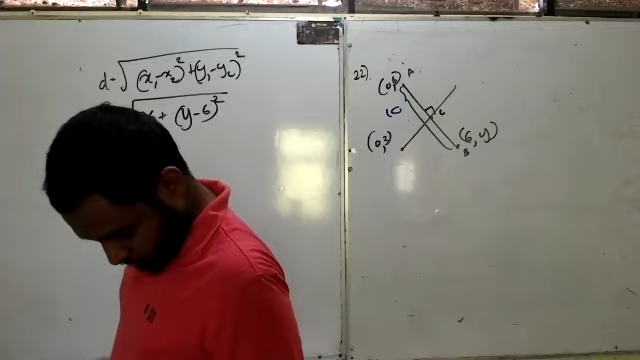 d = √(x₁-x₂)²+(y₁-y₂)²
+ (y-6)²
22).
A
(0,6)
10
L
(0,3)
(6, y)
B